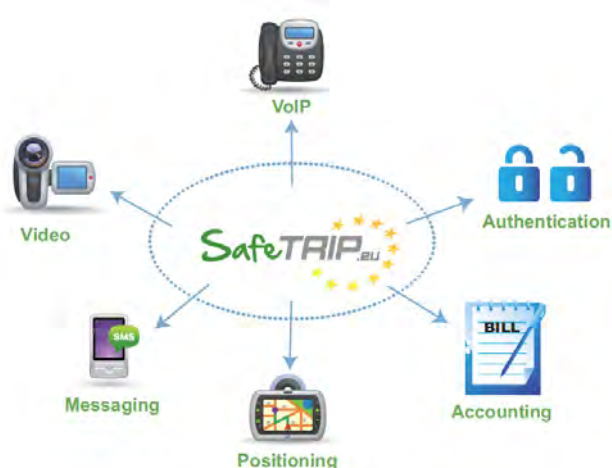 VoIP
Video
Authentication
SafeTRIP.eu
SMS
BILL
Messaging
Accounting
Positioning